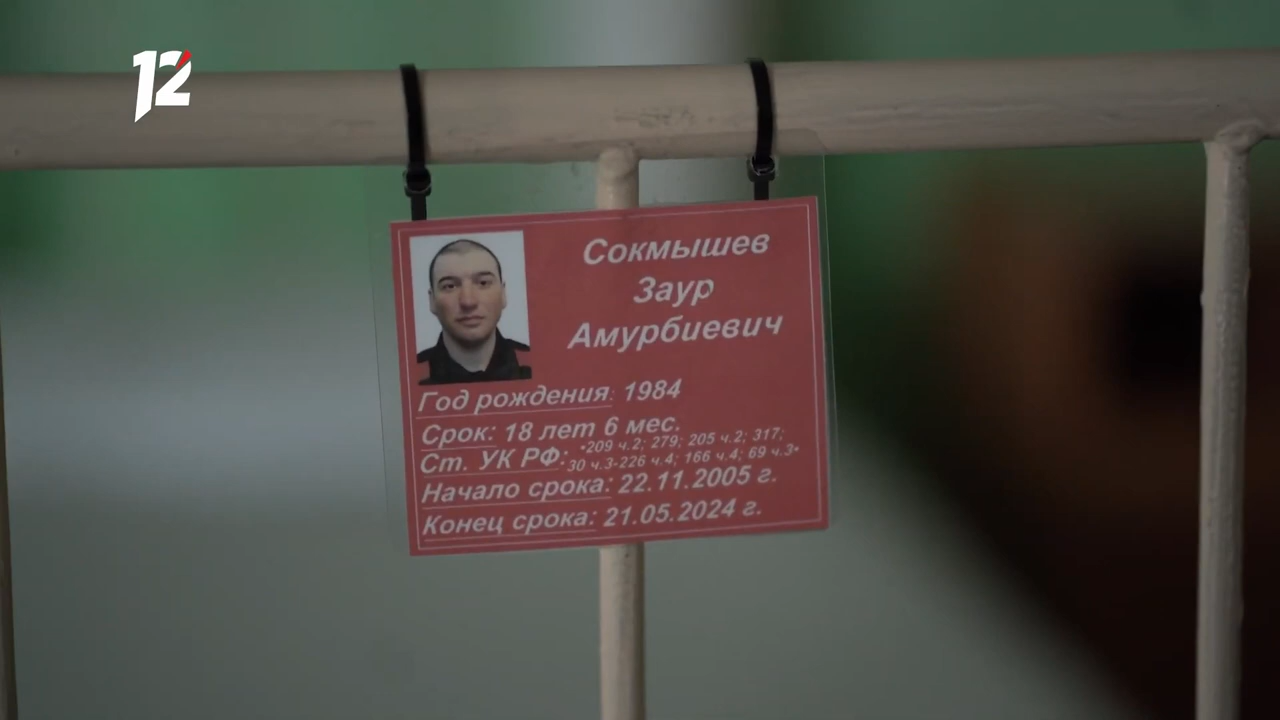 12
Сокмышев
Заур
Амурбиевич
Год рождения: 1984
Срок: 18 лет 6 мес.
Ст. УК РФ: •209 ч.2; 279; 205 ч.2; 317;
30 ч.3-226 ч.4; 166 ч.4; 69 ч.3•
Начало срока: 22.11.2005 г.
Конец срока: 21.05.2024 г.